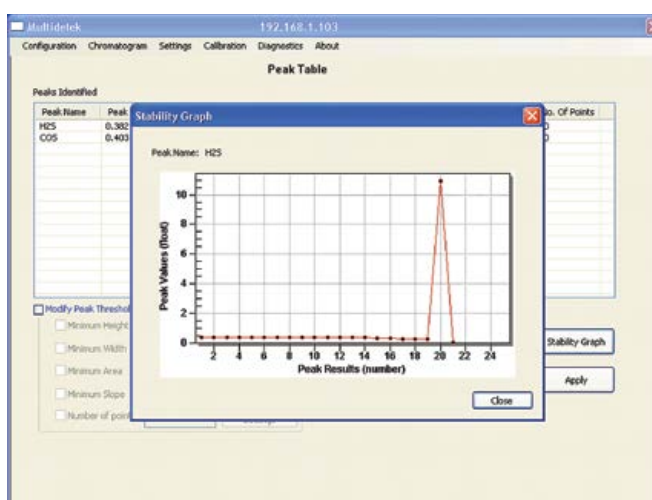 Multidetek 192.168.1.103
Configuration Chromatogram Settings Calibration Diagnostics About
Peak Table
Peaks Identified
Peak Name Peak No. Of Points
H2S 0.382 0
COS 0.403 0
Stability Graph
Peak Name: H2S
Peak Values (float)
10
8
6
4
2
0
2 4 6 8 10 12 14 16 18 20 22 24
Peak Results (number)
Close
Modify Peak Threshol
Minimum Height
Minimum Width
Minimum Area
Minimum Slope
Number of point
Stability Graph
Apply